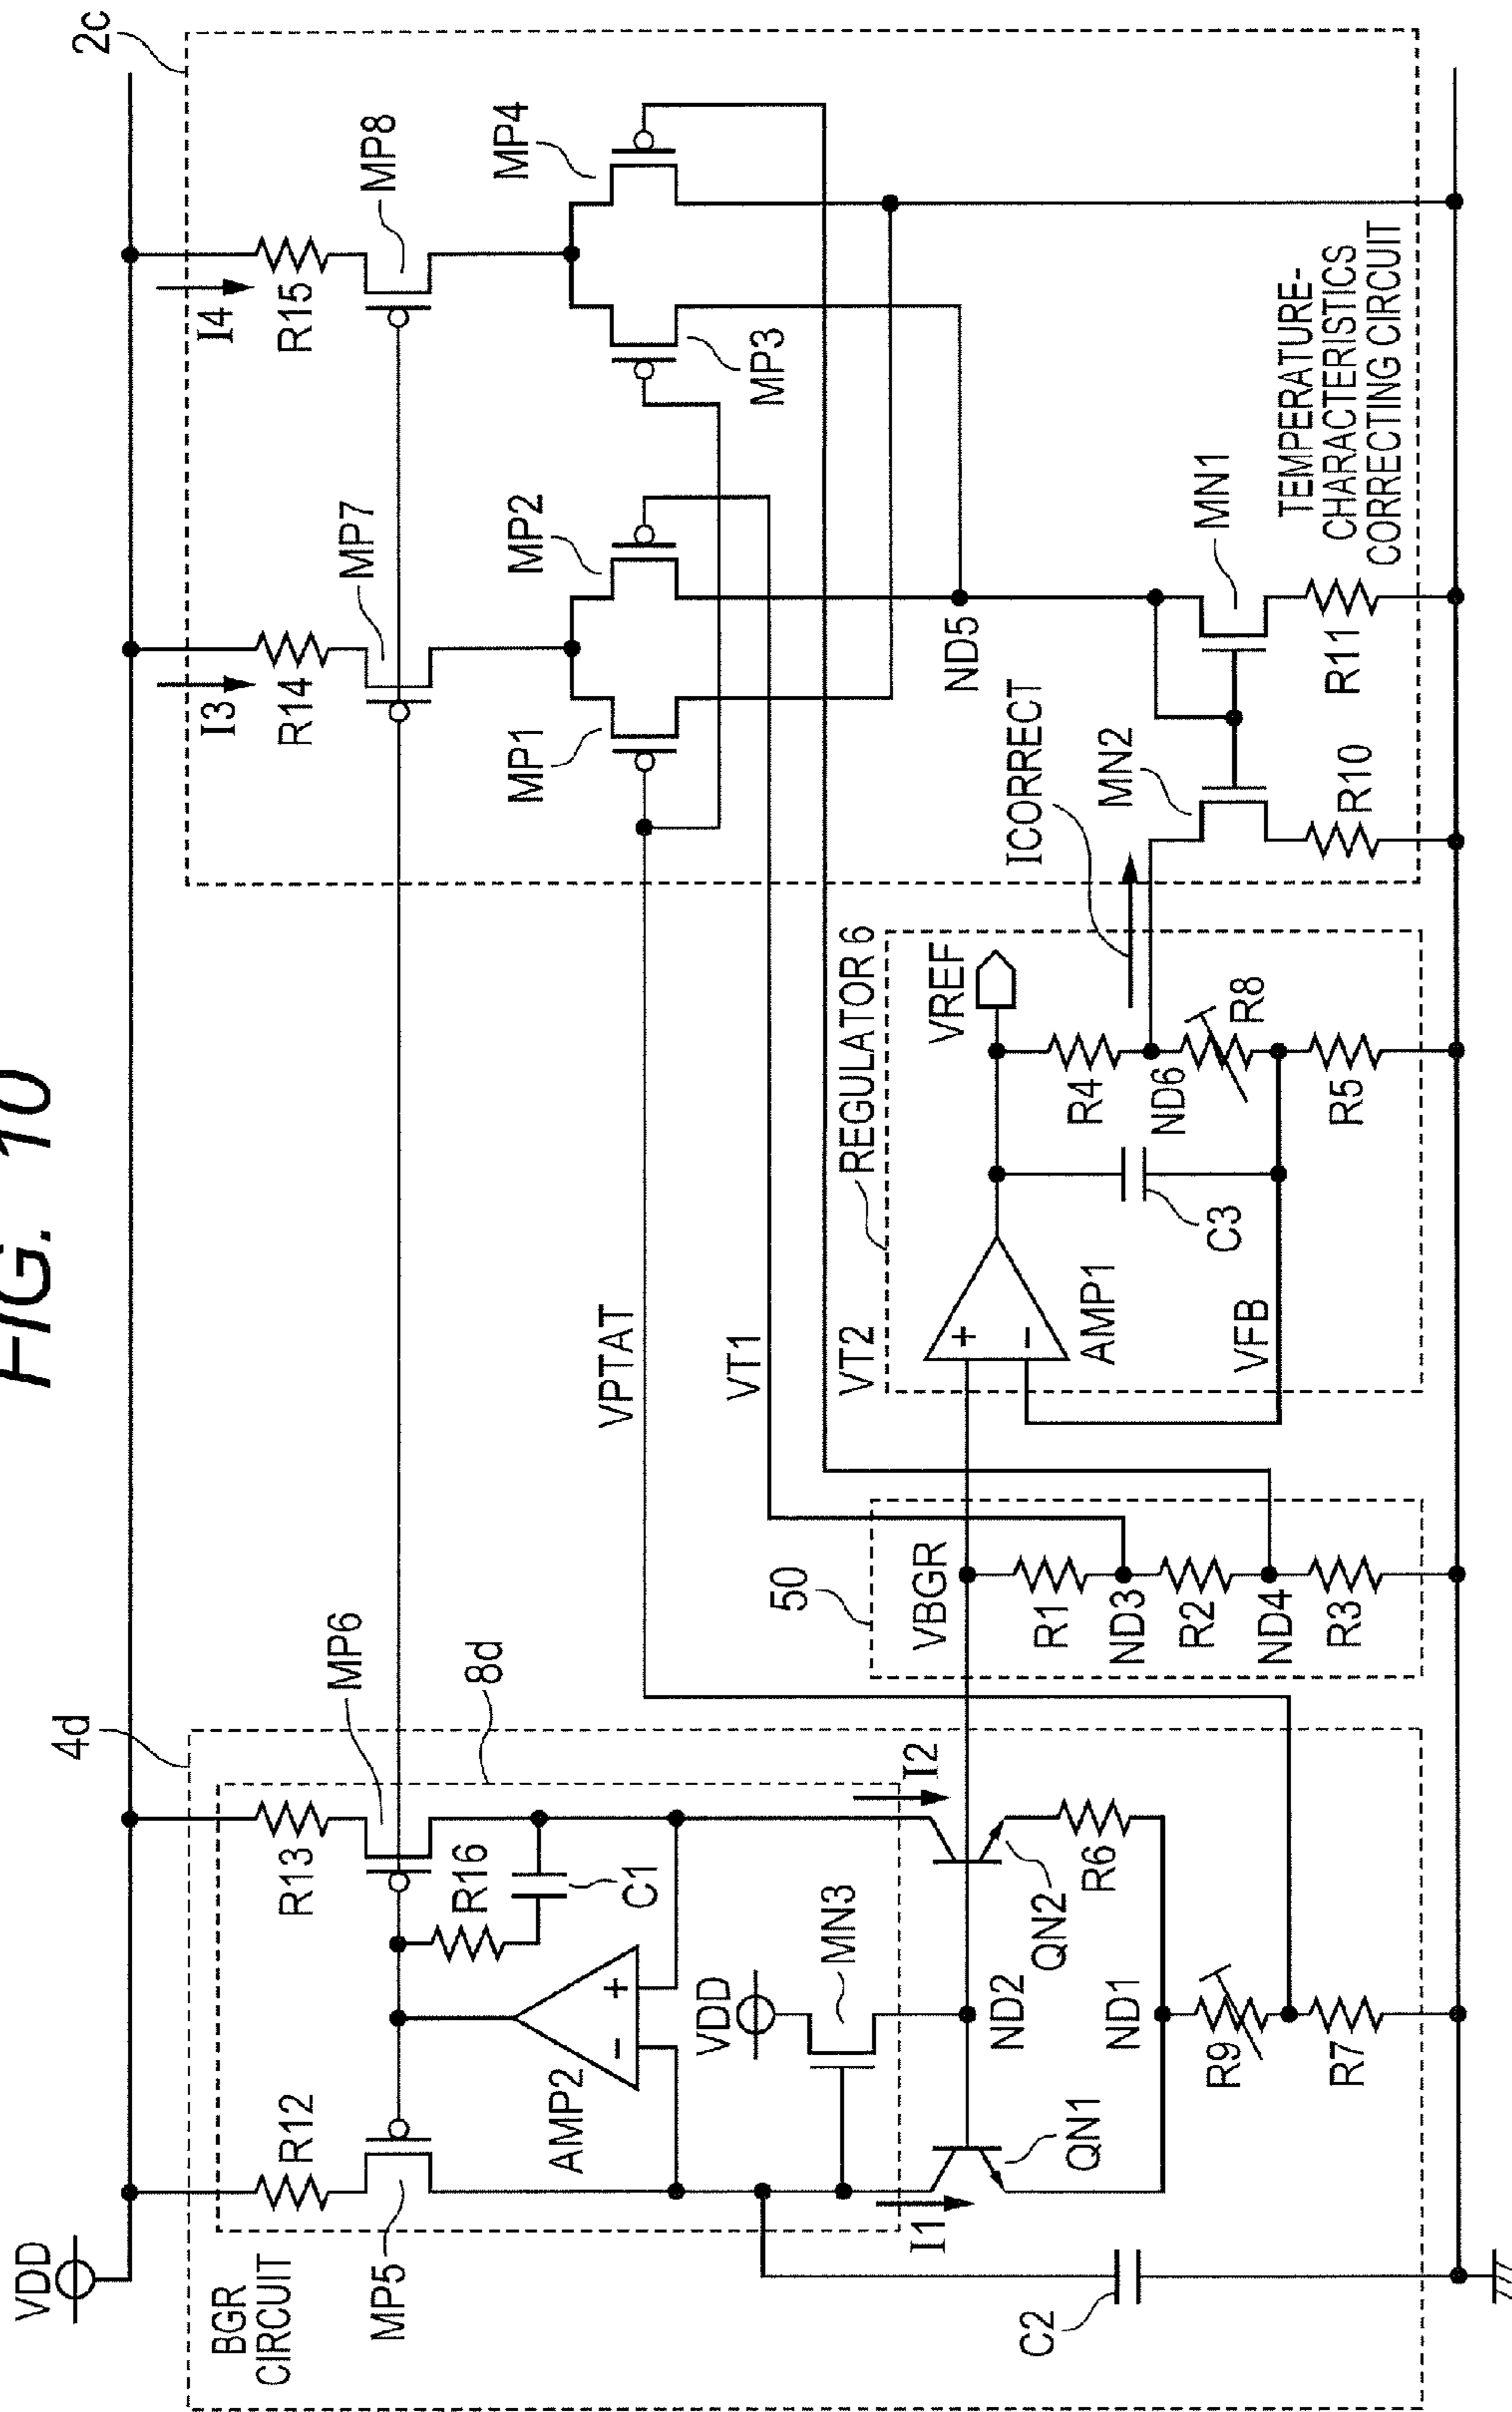 FIG. 10
VDD
4d
2c
BGR
CIRCUIT
8d
R12
R13
R14
R15
I3
I4
MP5
MP6
MP7
MP8
R16
C1
AMP2
-
+
VDD
MN3
I1
I2
QN1
QN2
ND2
R6
ND1
R9
R7
C2
50
VBGR
R1
ND3
R2
ND4
R3
VPTAT
VT1
VT2
REGULATOR 6
+
-
AMP1
VFB
C3
VREF
R4
ND6
R8
R5
ICORRECT
MP1
MP2
MP3
MP4
ND5
MN2
MN1
R10
R11
TEMPERATURE-
CHARACTERISTICS
CORRECTING CIRCUIT